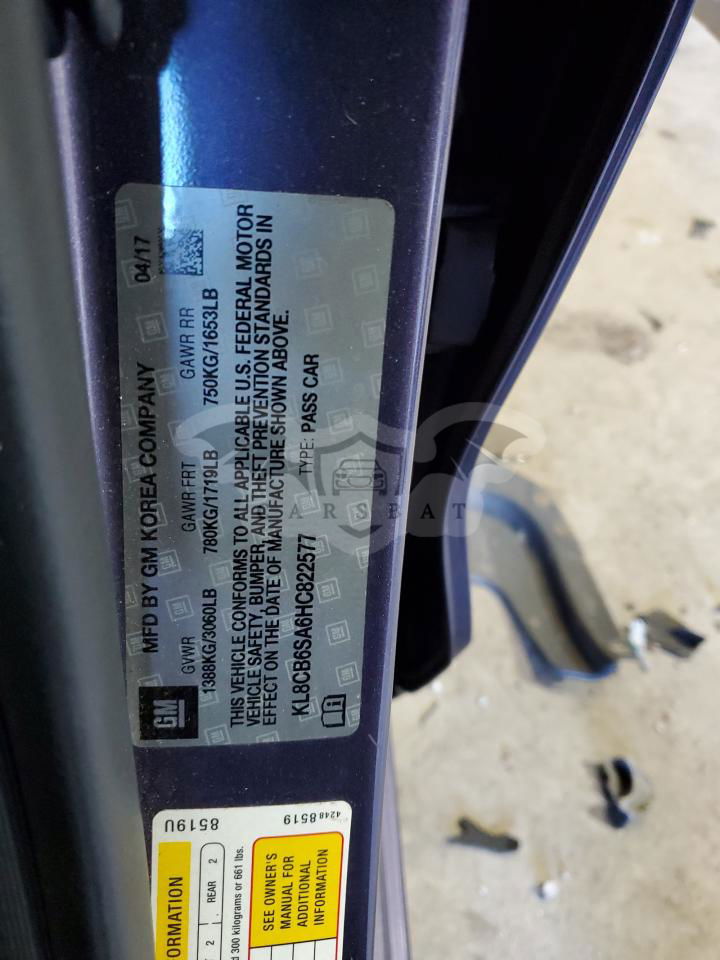 MFD BY GM KOREA COMPANY 04/17
GM
GVWR GAWR FRT GAWR RR
1388KG/3060LB 780KG/1719LB 750KG/1653LB
THIS VEHICLE CONFORMS TO ALL APPLICABLE U.S. FEDERAL MOTOR
VEHICLE SAFETY, BUMPER, AND THEFT PREVENTION STANDARDS IN
EFFECT ON THE DATE OF MANUFACTURE SHOWN ABOVE.
KL8CB6SA6HC822577 TYPE: PASS CAR
8519U
42488519
ORMATION
2 REAR 2
300 kilograms or 661 lbs.
SEE OWNER'S
MANUAL FOR
ADDITIONAL
INFORMATION